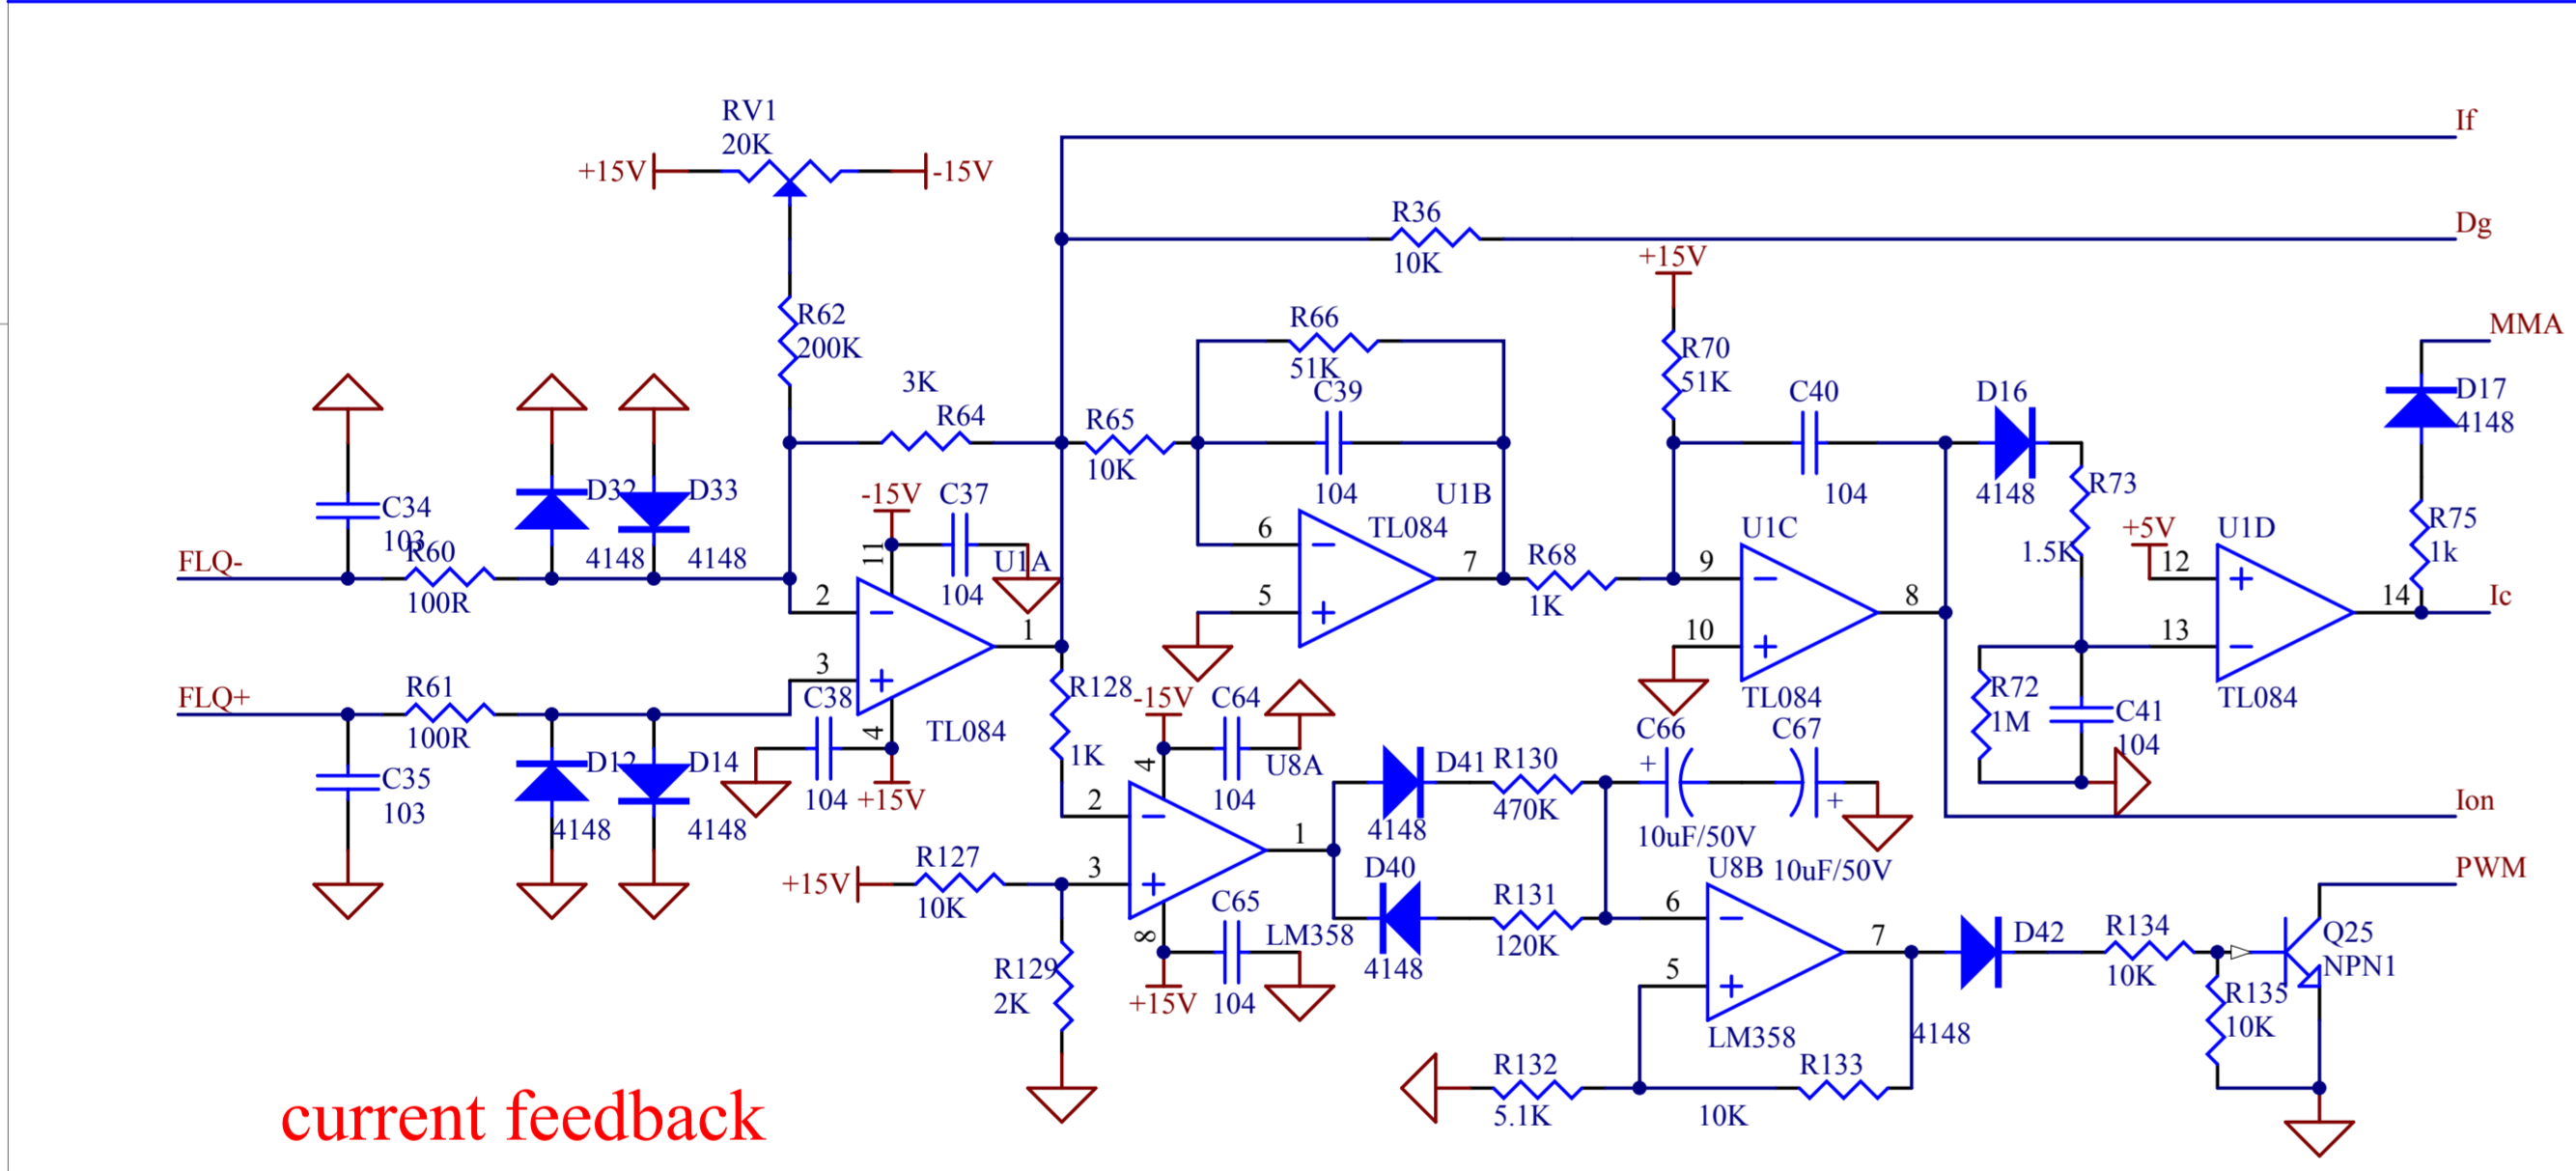 RV1
20K
+15V
-15V
If
R36
10K
Dg
+15V
R62
200K
R66
51K
R70
51K
MMA
D17
4148
3K
R64
R65
10K
C39
104
C40
104
D16
4148
R73
1.5K
C34
103
D32
4148
D33
4148
-15V
C37
104
11
U1A
U1B
TL084
6
5
7
R68
1K
U1C
9
10
8
TL084
+5V
U1D
12
13
14
TL084
R75
1k
Ic
FLQ-
R60
100R
2
3
1
FLQ+
R61
100R
C38
104
4
+15V
TL084
R128
1K
-15V
C64
104
4
U8A
R72
1M
C41
104
C35
103
D12
4148
D14
4148
2
3
1
D41
4148
R130
470K
C66
+
10uF/50V
C67
+
10uF/50V
Ion
+15V
R127
10K
D40
4148
R131
120K
U8B
PWM
R129
2K
8
+15V
C65
104
LM358
6
5
7
LM358
D42
4148
R134
10K
Q25
NPN1
R135
10K
R132
5.1K
R133
10K
current feedback